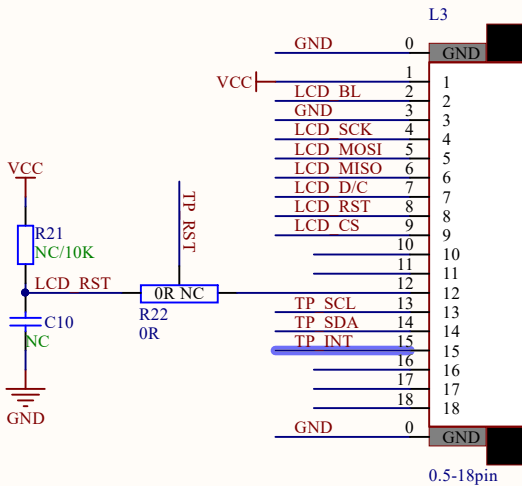 L3
GND 0 GND
VCC 1 1
LCD_BL 2 2
GND 3 3
LCD_SCK 4 4
LCD_MOSI 5 5
LCD_MISO 6 6
LCD_D/C 7 7
LCD_RST 8 8
LCD_CS 9 9
10 10
11 11
12 12
TP_SCL 13 13
TP_SDA 14 14
TP_INT 15 15
16 16
17 17
18 18
GND 0 GND
0.5-18pin
VCC
R21
NC/10K
LCD_RST
C10
NC
GND
TP_RST
0R NC
R22
0R